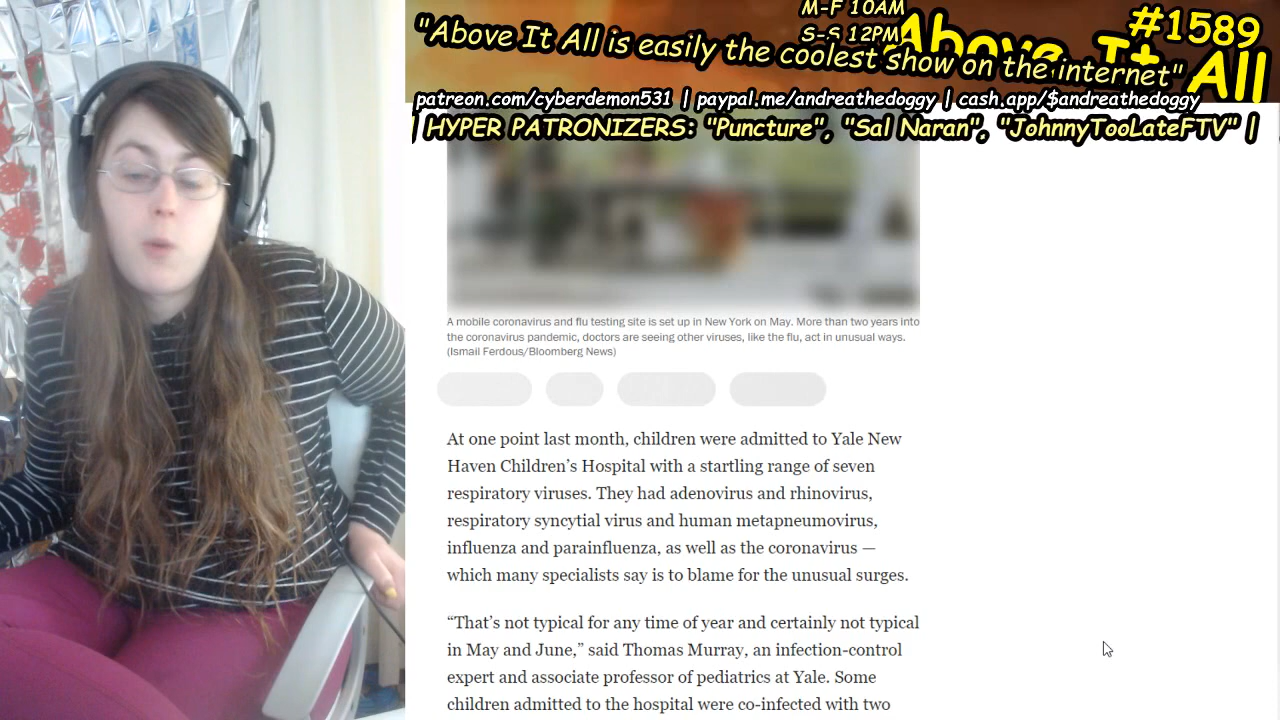 M-F 10AM
S-S 12PM
Above It All
#1589
"Above It All is easily the coolest show on the internet"
patreon.com/cyberdemon531 | paypal.me/andreathedoggy | cash.app/$andreathedoggy
| HYPER PATRONIZERS: "Puncture", "Sal Naran", "JohnnyTooLateFTV" |
A mobile coronavirus and flu testing site is set up in New York on May. More than two years into
the coronavirus pandemic, doctors are seeing other viruses, like the flu, act in unusual ways.
(Ismail Ferdous/Bloomberg News)
At one point last month, children were admitted to Yale New
Haven Children's Hospital with a startling range of seven
respiratory viruses. They had adenovirus and rhinovirus,
respiratory syncytial virus and human metapneumovirus,
influenza and parainfluenza, as well as the coronavirus —
which many specialists say is to blame for the unusual surges.
“That's not typical for any time of year and certainly not typical
in May and June,” said Thomas Murray, an infection-control
expert and associate professor of pediatrics at Yale. Some
children admitted to the hospital were co-infected with two